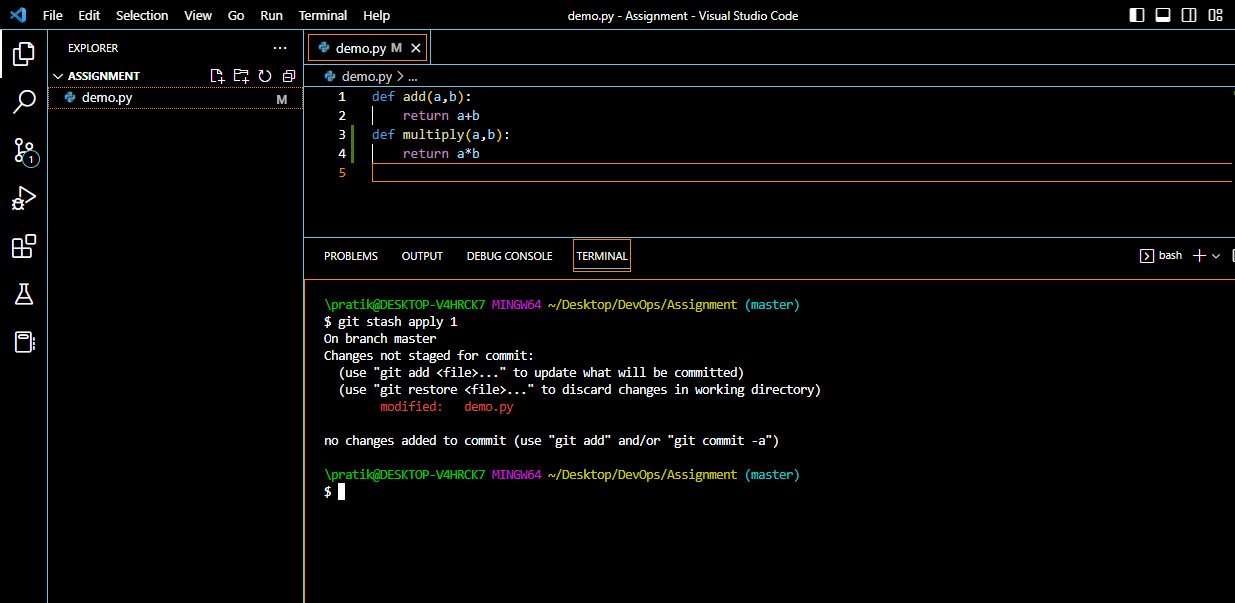 File Edit Selection View Go Run Terminal Help demo.py - Assignment - Visual Studio Code
EXPLORER ...
ASSIGNMENT
demo.py M
1
demo.py M
demo.py > ...
1 def add(a,b):
2     return a+b
3 def multiply(a,b):
4     return a*b
5
PROBLEMS OUTPUT DEBUG CONSOLE TERMINAL bash
\pratik@DESKTOP-V4HRCK7 MINGW64 ~/Desktop/DevOps/Assignment (master)
$ git stash apply 1
On branch master
Changes not staged for commit:
  (use "git add <file>..." to update what will be committed)
  (use "git restore <file>..." to discard changes in working directory)
        modified:   demo.py
no changes added to commit (use "git add" and/or "git commit -a")
\pratik@DESKTOP-V4HRCK7 MINGW64 ~/Desktop/DevOps/Assignment (master)
$